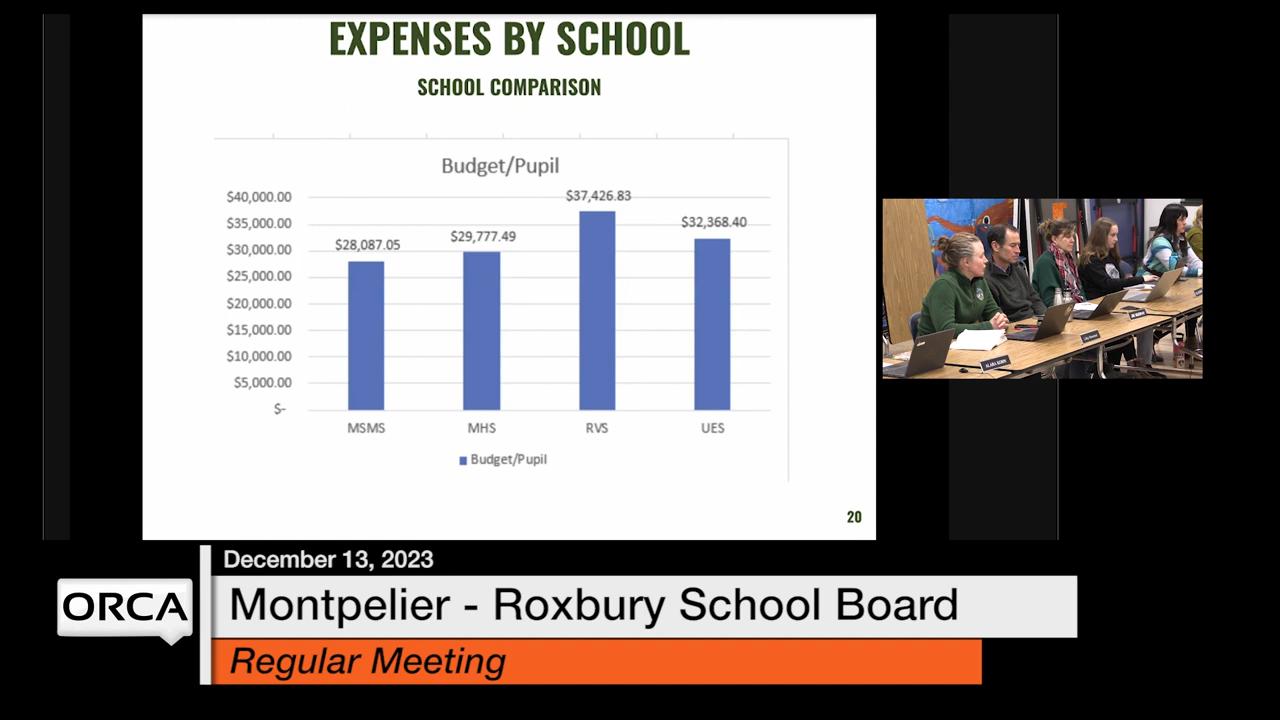 EXPENSES BY SCHOOL
SCHOOL COMPARISON
Budget/Pupil
$40,000.00
$35,000.00
$30,000.00
$25,000.00
$20,000.00
$15,000.00
$10,000.00
$5,000.00
$-
$28,087.05
$29,777.49
$37,426.83
$32,368.40
MSMS
MHS
RVS
UES
Budget/Pupil
20
December 13, 2023
ORCA
Montpelier - Roxbury School Board
Regular Meeting